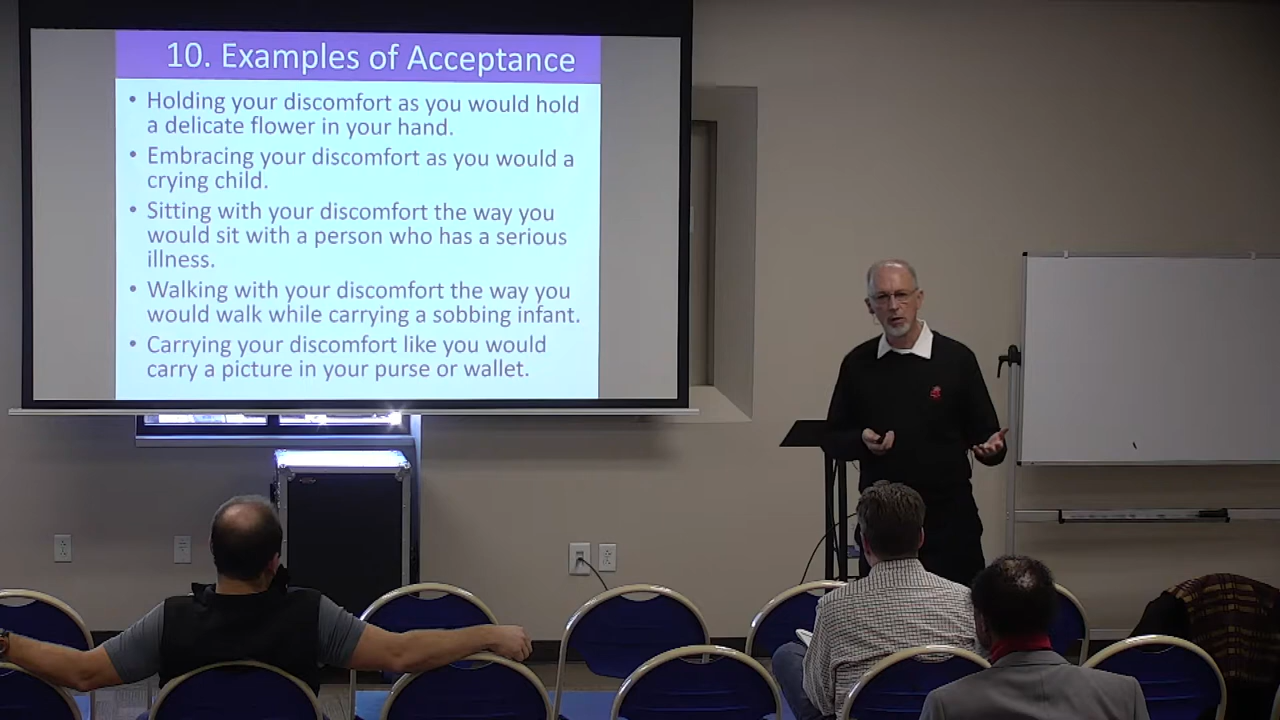 10. Examples of Acceptance
• Holding your discomfort as you would hold
a delicate flower in your hand.
• Embracing your discomfort as you would a
crying child.
• Sitting with your discomfort the way you
would sit with a person who has a serious
illness.
• Walking with your discomfort the way you
would walk while carrying a sobbing infant.
• Carrying your discomfort like you would
carry a picture in your purse or wallet.